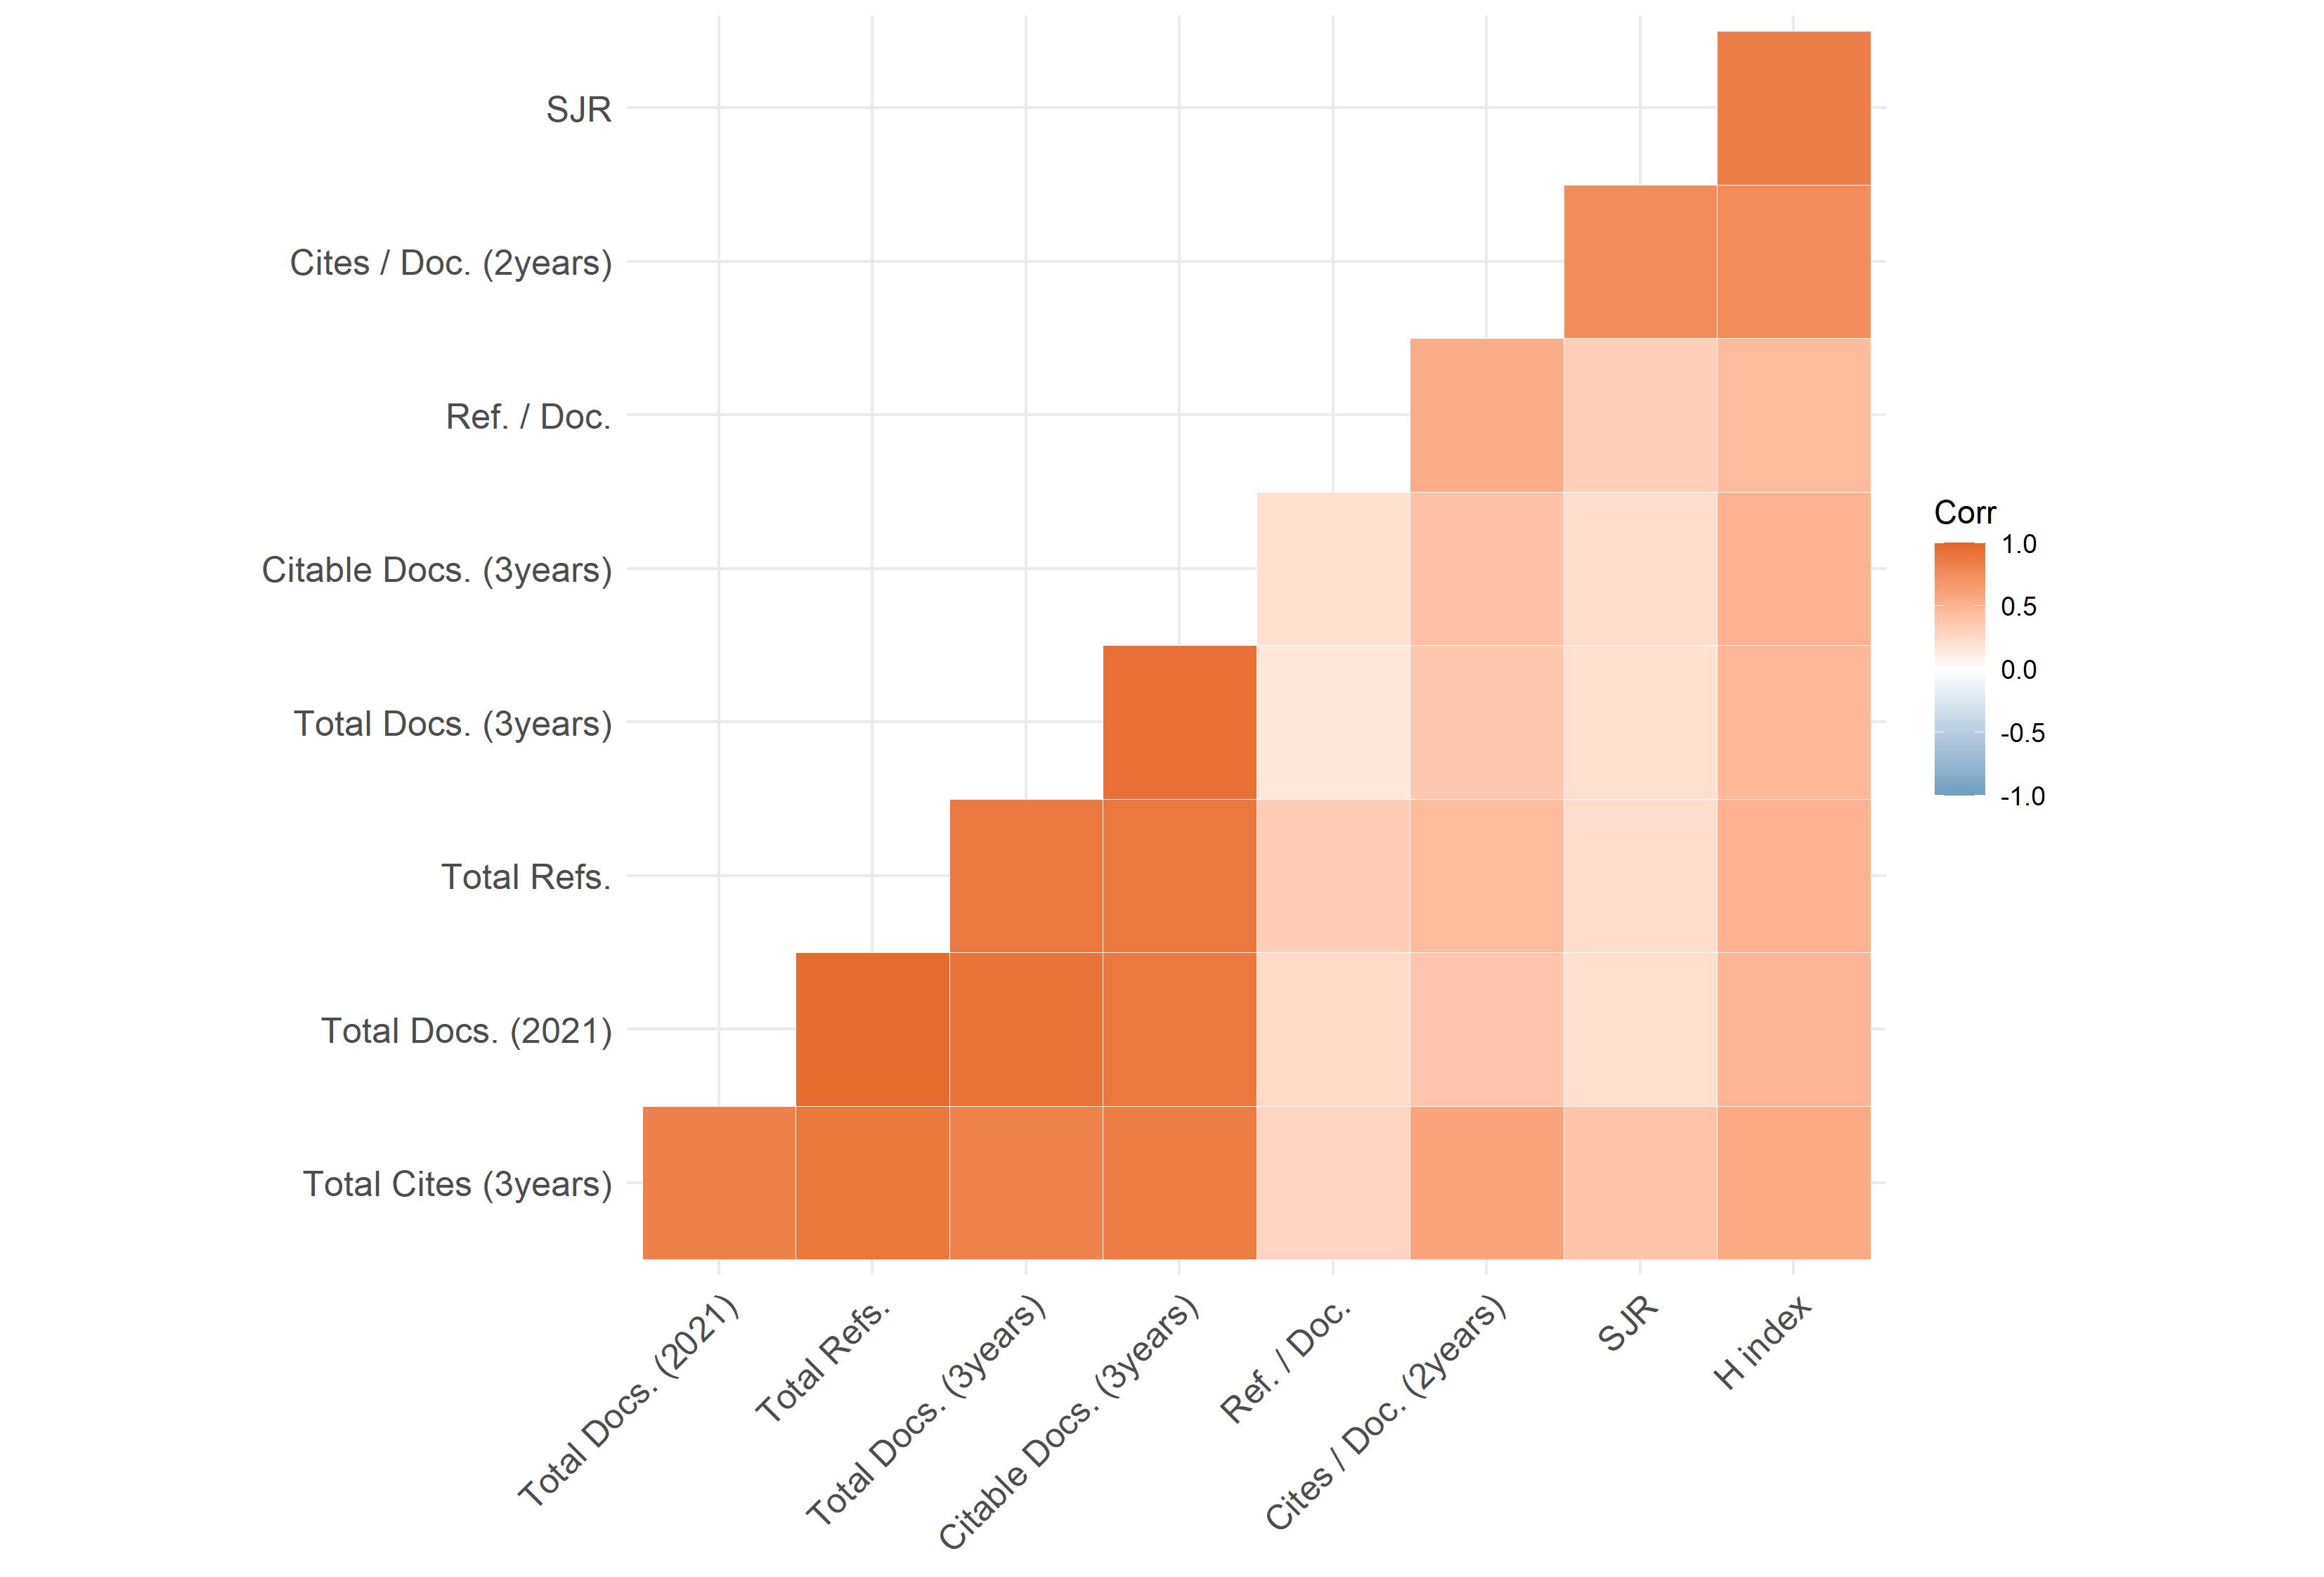 SJR
Cites / Doc. (2years)
Ref. / Doc.
Citable Docs. (3years)
Total Docs. (3years)
Total Refs.
Total Docs. (2021)
Total Cites (3years)
Total Docs. (2021)
Total Refs.
Total Docs. (3years)
Citable Docs. (3years)
Ref. / Doc.
Cites / Doc. (2years)
SJR
H index
Corr
1.0
0.5
0.0
-0.5
-1.0